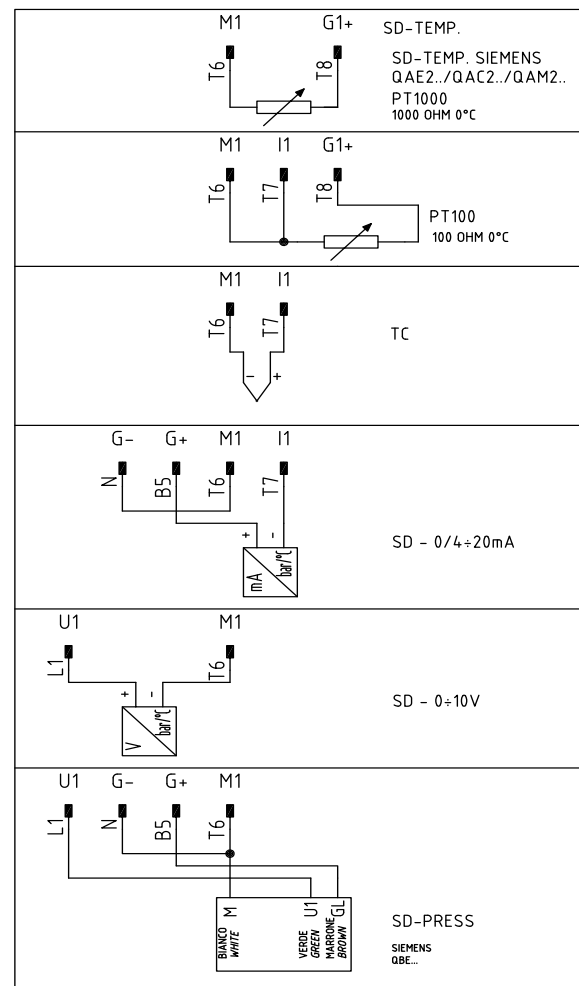 M1 G1+
SD-TEMP.
T6 T8
SD-TEMP. SIEMENS
QAE2../QAC2../QAM2..
PT1000
1000 OHM 0°C
M1 I1 G1+
T6 T7 T8
PT100
100 OHM 0°C
M1 I1
T6 T7
TC
- +
G- G+ M1 I1
N B5 T6 T7
+ -
mA bar/°C
SD - 0/4÷20mA
U1 M1
L1 T6
+ -
V bar/°C
SD - 0÷10V
U1 G- G+ M1
L1 N B5 T6
M U1 GL
BIANCO VERDE MARRONE
WHITE GREEN BROWN
SD-PRESS
SIEMENS
QBE...